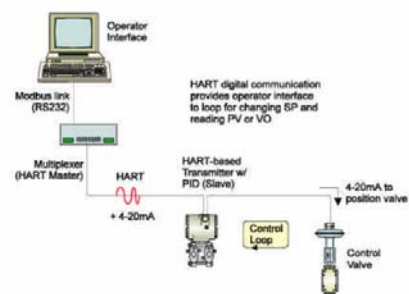 Operator
Interface
Modbus link
(RS232)
HART digital communication
provides operator interface
to loop for changing SP and
reading PV or VO
Multiplexer
(HART Master)
HART
+ 4-20mA
HART-based
Transmitter w/
PID (Slave)
4-20mA to
position valve
Control
Loop
Control
Valve